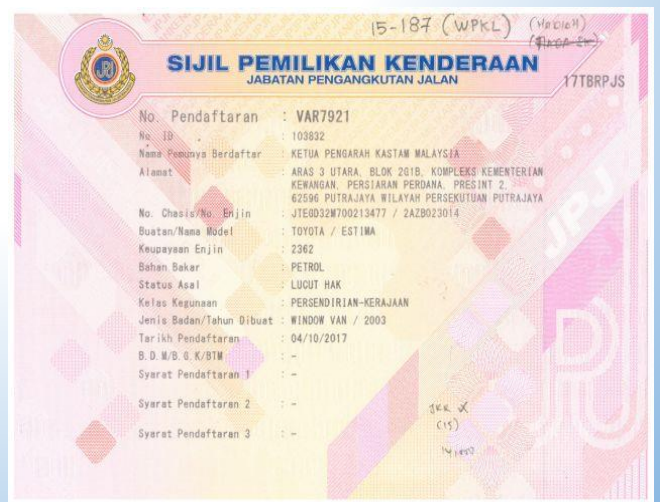 15-187 (WPKL) (HADIAH)
SIJIL PEMILIKAN KENDERAAN
JABATAN PENGANGKUTAN JALAN
17TBRPJS
No. Pendaftaran : VAR7921
No. ID : 103832
Nama Pemunya Berdaftar : KETUA PENGARAH KASTAM MALAYSIA
Alamat : ARAS 3 UTARA, BLOK 2G1B, KOMPLEKS KEMENTERIAN
KEWANGAN, PERSIARAN PERDANA, PRESINT 2,
62596 PUTRAJAYA WILAYAH PERSEKUTUAN PUTRAJAYA
No. Chasis/No. Enjin : JTEGD32M700213477 / 2AZB023014
Buatan/Nama Model : TOYOTA / ESTIMA
Keupayaan Enjin : 2362
Bahan Bakar : PETROL
Status Asal : LUCUT HAK
Kelas Kegunaan : PERSENDIRIAN-KERAJAAN
Jenis Badan/Tahun Dibuat : WINDOW VAN / 2003
Tarikh Pendaftaran : 04/10/2017
B.D.M/B.G.K/BTM : -
Syarat Pendaftaran 1 : -
Syarat Pendaftaran 2 : -
JKR X
(15)
Syarat Pendaftaran 3 : -
JPJ